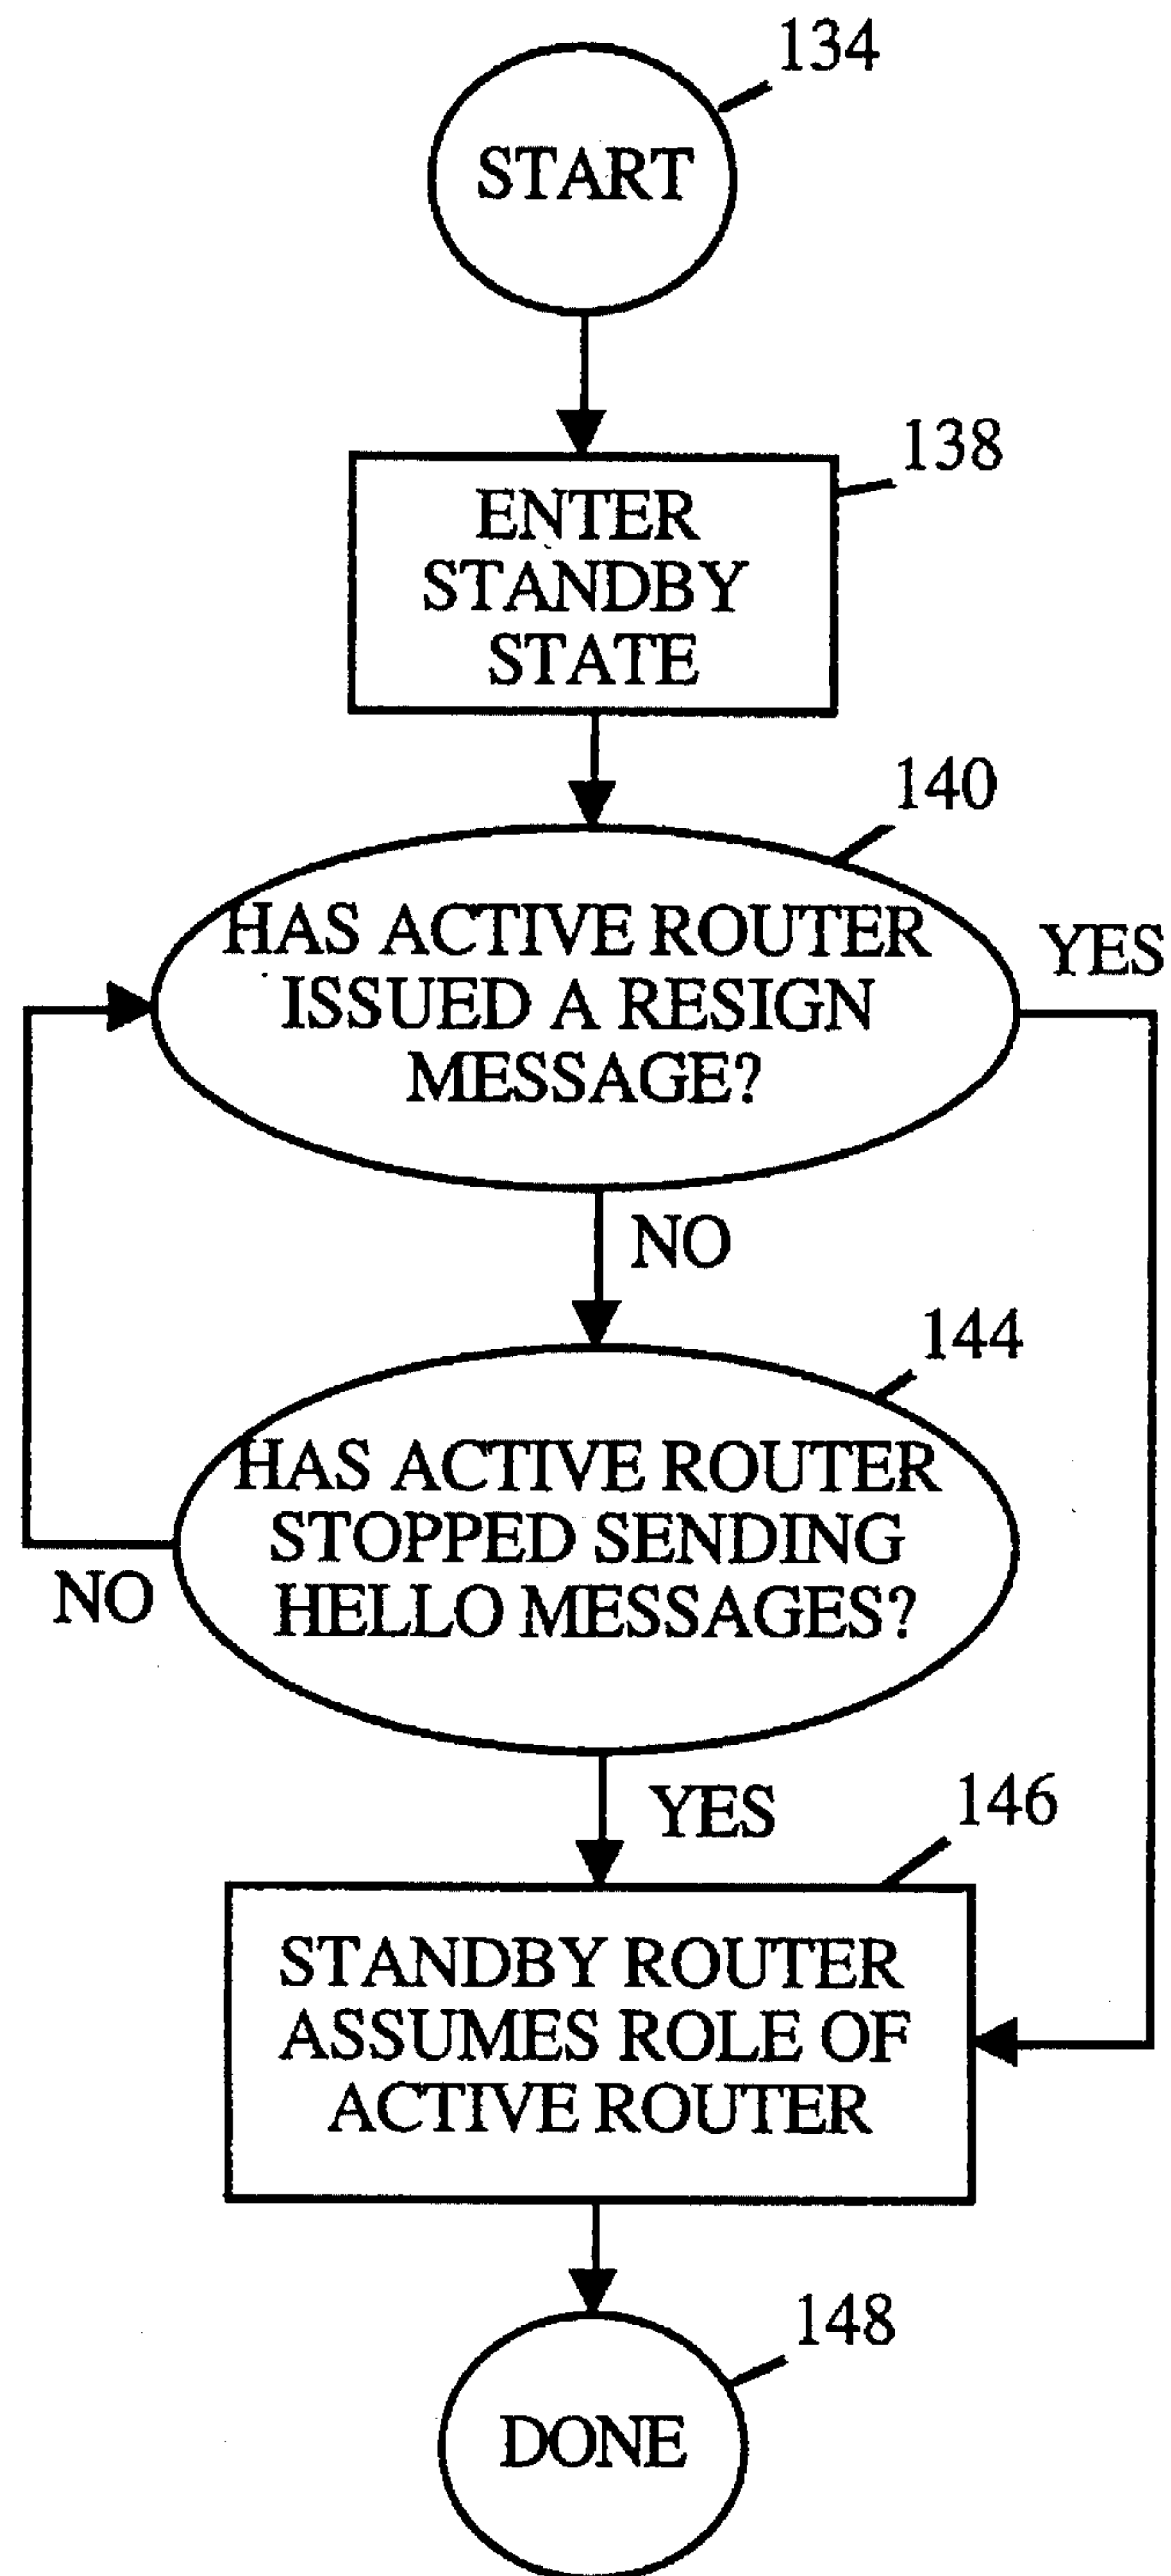 134
START
138
ENTER
STANDBY
STATE
140
HAS ACTIVE ROUTER
ISSUED A RESIGN
MESSAGE?
YES
NO
144
HAS ACTIVE ROUTER
STOPPED SENDING
HELLO MESSAGES?
NO
YES
146
STANDBY ROUTER
ASSUMES ROLE OF
ACTIVE ROUTER
148
DONE